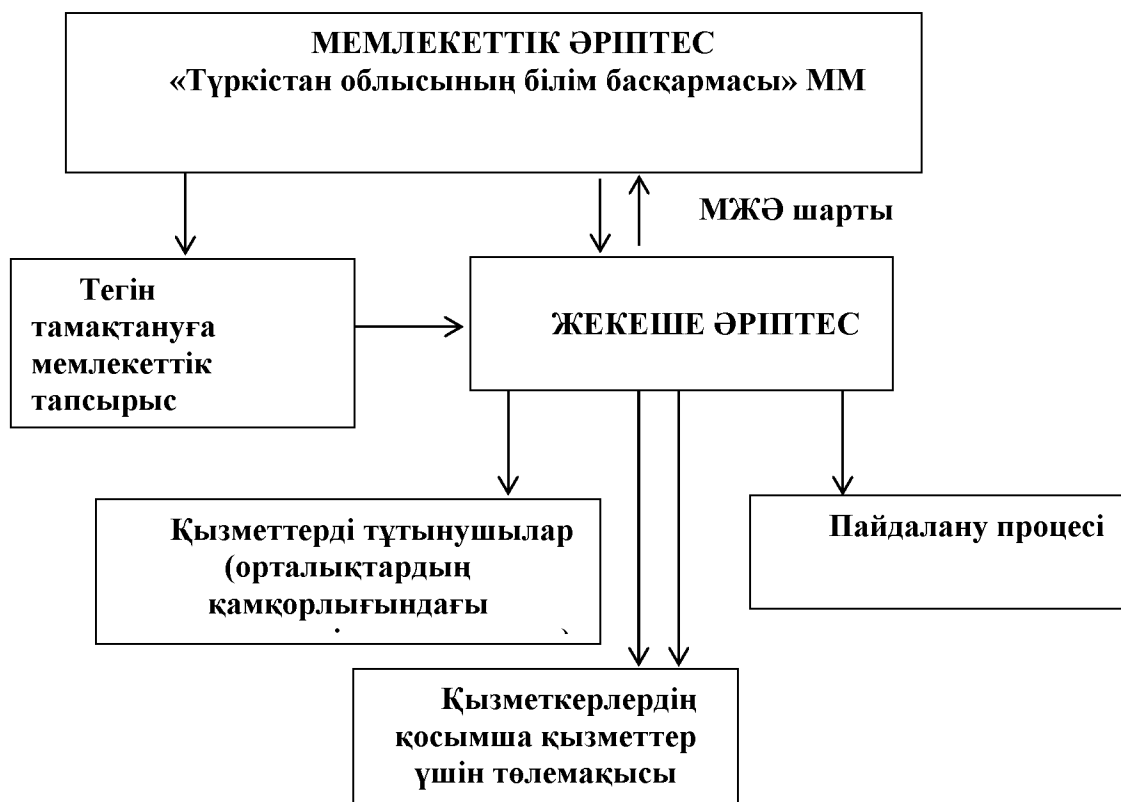 МЕМЛЕКЕТТІК ӘРІПТЕС
«Түркістан облысының білім басқармасы» ММ
МЖӘ шарты
Тегін
тамақтануға
мемлекеттік
тапсырыс
ЖЕКЕШЕ ӘРІПТЕС
Қызметтерді тұтынушылар
(орталықтардың
қамқорлығындағы
Пайдалану процесі
Қызметкерлердің
қосымша қызметтер
үшін төлемақысы